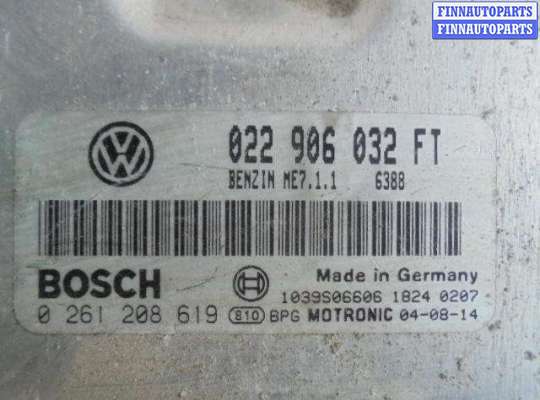 FINNAUTOPARTS
FINNAUTOPARTS
022 906 032 FT
BENZIN ME7.1.1 6388
BOSCH
Made in Germany
1039S06606 1824 0207
0 261 208 619 810 BPG MOTRONIC 04-08-14